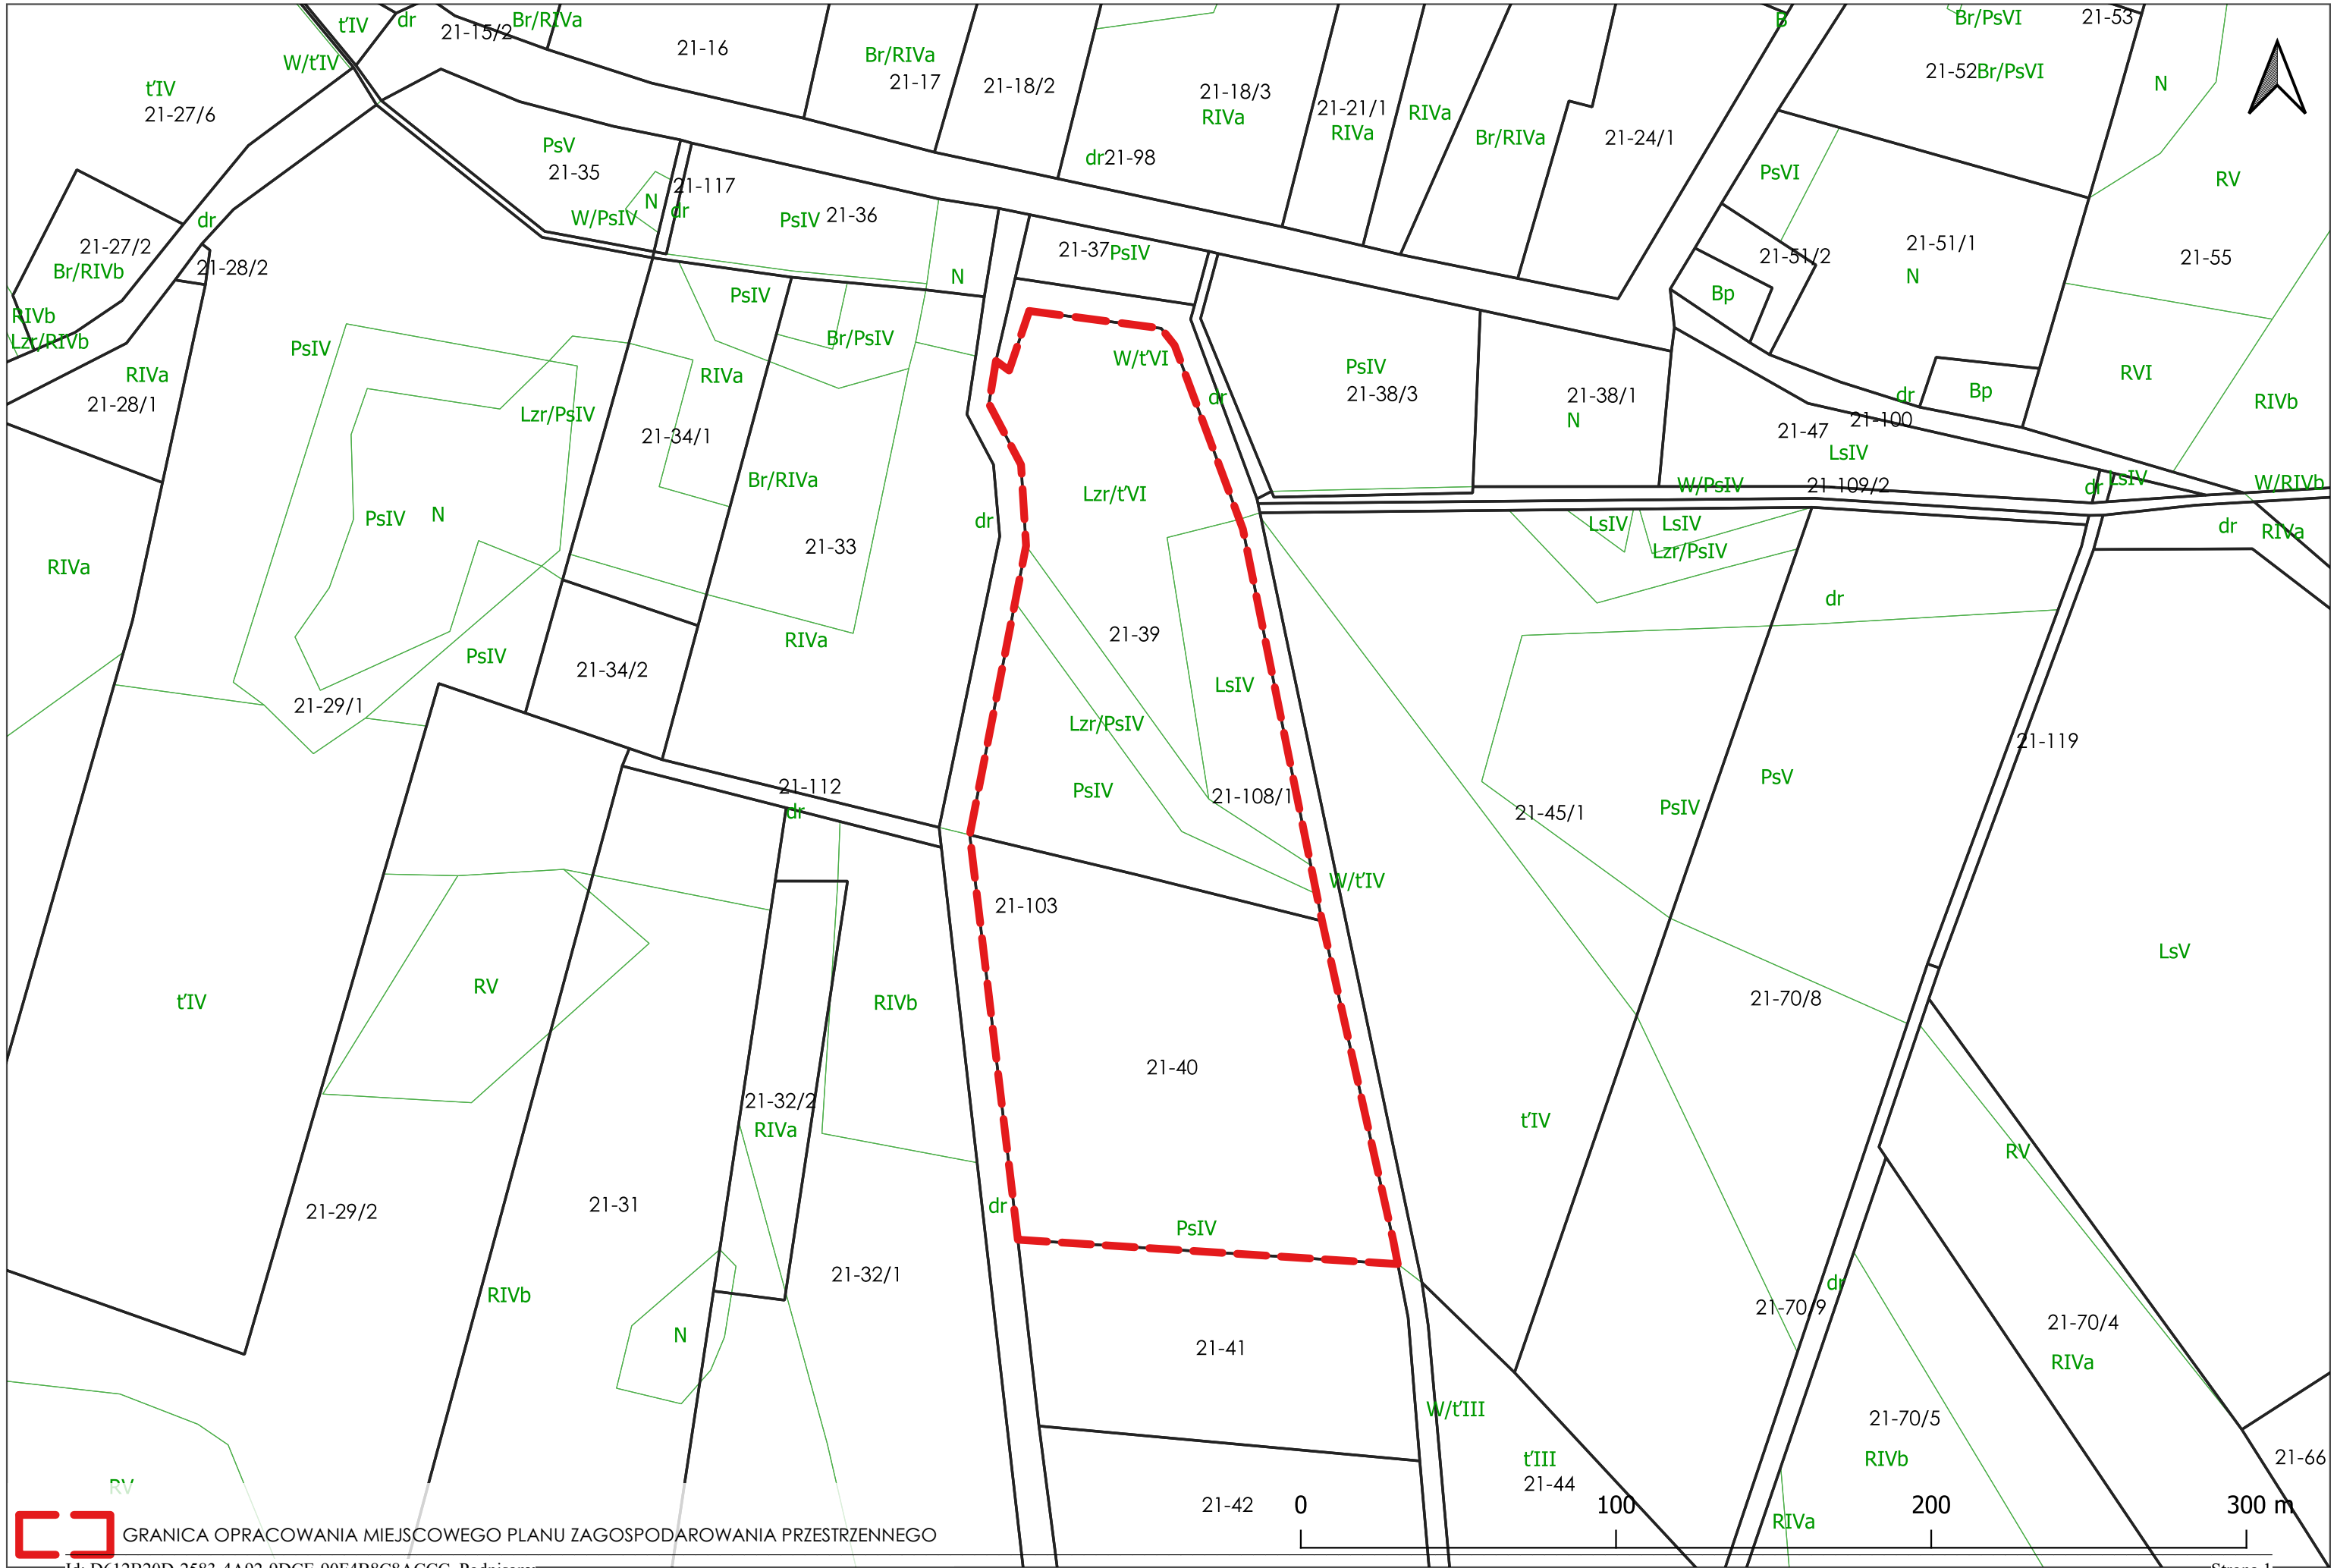 ť'IV
dr
21-15/2
Br/RIVa
B
Br/PsVI
21-53
21-16
W/ť'IV
Br/RIVa
21-17
21-18/2
21-18/3
RIVa
21-21/1
RIVa
RIVa
Br/RIVa
21-24/1
21-52
Br/PsVI
N
ť'IV
21-27/6
PsV
21-35
dr
21-98
PsVI
RV
N
21-117
dr
W/PsIV
PsIV
21-36
dr
21-27/2
Br/RIVb
21-28/2
21-37
PsIV
21-51/2
21-51/1
N
21-55
N
PsIV
Bp
RIVb
Lzr/RIVb
PsIV
Br/PsIV
W/ť'VI
RIVa
21-28/1
RIVa
PsIV
21-38/3
dr
21-38/1
N
dr
Bp
RVI
RIVb
Lzr/PsIV
21-34/1
21-47
21-100
LsIV
Br/RIVa
Lzr/ť'VI
W/PsIV
21-109/2
dr
LsIV
W/RIVb
PsIV
N
dr
LsIV
LsIV
Lzr/PsIV
dr
RIVa
21-33
RIVa
dr
21-39
RIVa
PsIV
21-34/2
LsIV
21-29/1
Lzr/PsIV
21-119
PsIV
21-112
dr
21-108/1
21-45/1
PsIV
PsV
W/ť'IV
21-103
LsV
ť'IV
RV
RIVb
21-70/8
21-40
21-32/2
RIVa
ť'IV
RV
21-29/2
21-31
dr
PsIV
21-32/1
RIVb
dr
21-70/9
21-70/4
RIVa
N
21-41
W/ť'III
21-70/5
RIVb
ť'III
21-44
21-66
RV
21-42
0 100 200 300 m
RIVa
GRANICA OPRACOWANIA MIEJSCOWEGO PLANU ZAGOSPODAROWANIA PRZESTRZENNEGO
Strona 1